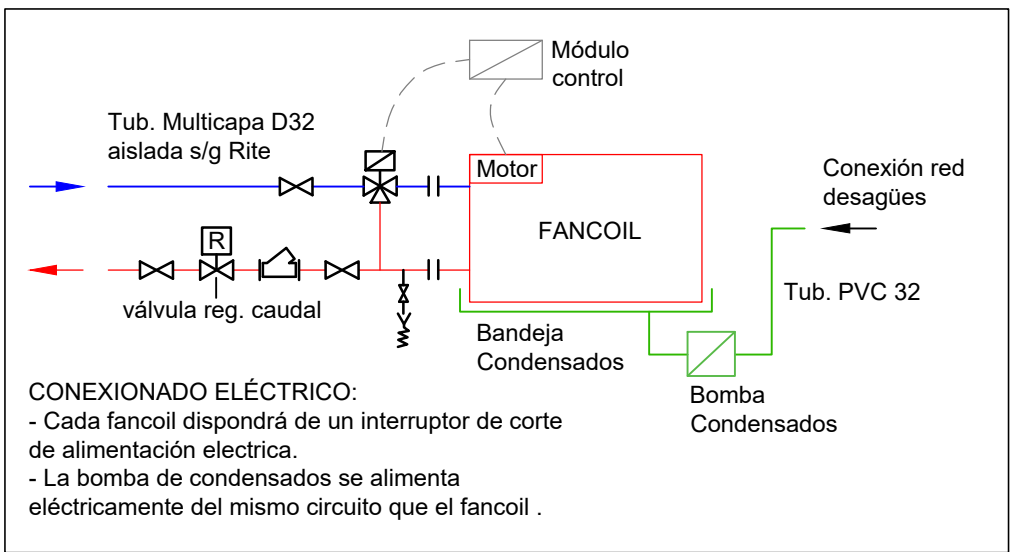 Módulo
control
Tub. Multicapa D32
aislada s/g Rite
Motor
Conexión red
desagües
FANCOIL
R
Tub. PVC 32
válvula reg. caudal
Bandeja
Condensados
Bomba
Condensados
CONEXIONADO ELÉCTRICO:
- Cada fancoil dispondrá de un interruptor de corte
de alimentación electrica.
- La bomba de condensados se alimenta
eléctricamente del mismo circuito que el fancoil .